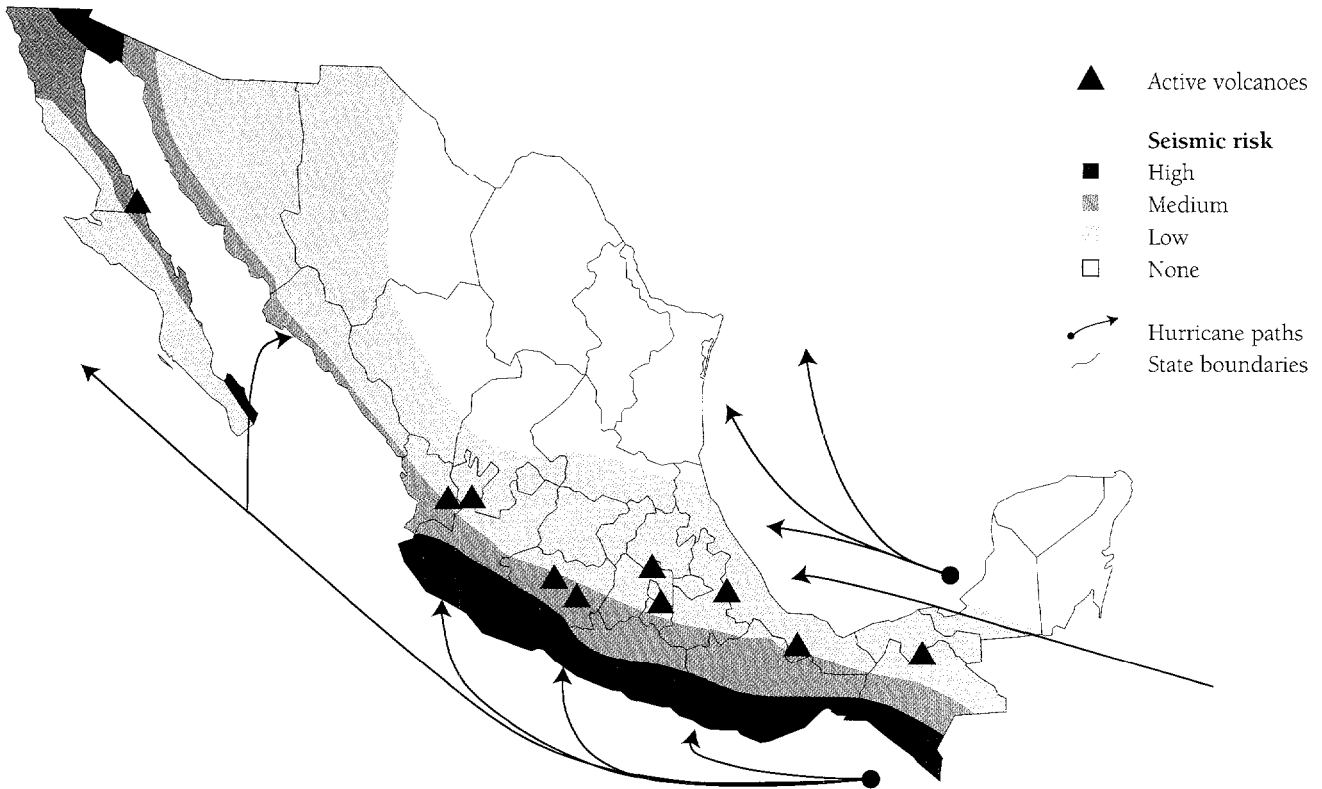 Active volcanoes
Seismic risk
High
Medium
Low
None
Hurricane paths
State boundaries